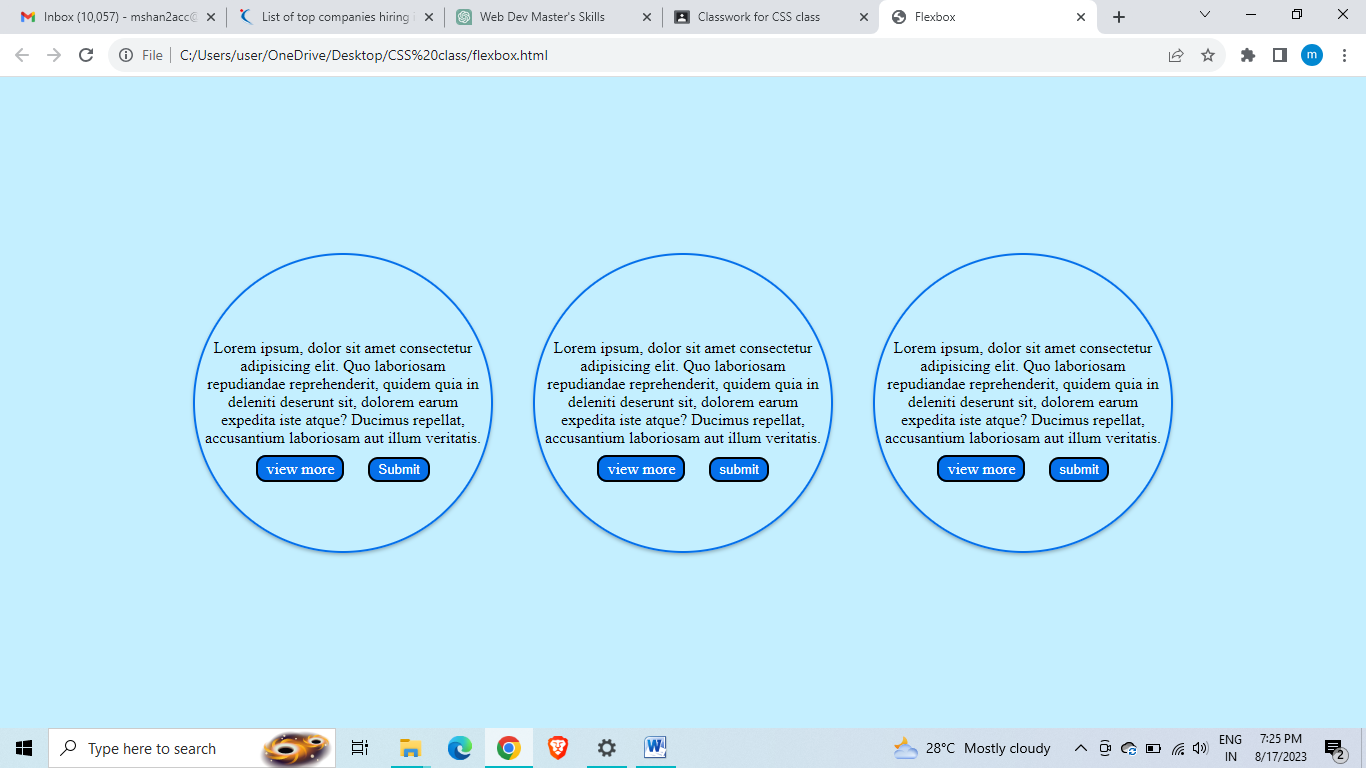 Inbox (10,057) - mshan2acc@
List of top companies hiring
Web Dev Master's Skills
Classwork for CSS class
Flexbox
File
C:/Users/user/OneDrive/Desktop/CSS%20class/flexbox.html
m
Lorem ipsum, dolor sit amet consectetur
adipisicing elit. Quo laboriosam
repudiandae reprehenderit, quidem quia in
deleniti deserunt sit, dolorem earum
expedita iste atque? Ducimus repellat,
accusantium laboriosam aut illum veritatis.
view more
Submit
Lorem ipsum, dolor sit amet consectetur
adipisicing elit. Quo laboriosam
repudiandae reprehenderit, quidem quia in
deleniti deserunt sit, dolorem earum
expedita iste atque? Ducimus repellat,
accusantium laboriosam aut illum veritatis.
view more
submit
Lorem ipsum, dolor sit amet consectetur
adipisicing elit. Quo laboriosam
repudiandae reprehenderit, quidem quia in
deleniti deserunt sit, dolorem earum
expedita iste atque? Ducimus repellat,
accusantium laboriosam aut illum veritatis.
view more
submit
Type here to search
W
28°C Mostly cloudy
ENG
IN
7:25 PM
8/17/2023
2